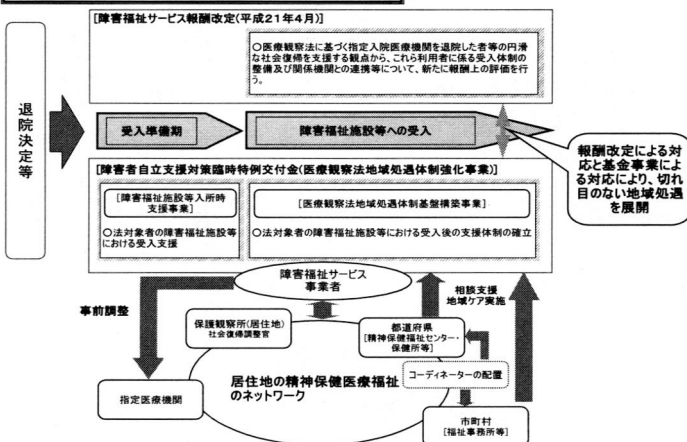 [障害福祉サービス報酬改定(平成21年4月)]
○医療観察法に基づく指定入院医療機関を退院した者等の円滑
な社会復帰を支援する観点から、これら利用者に係る受入体制の
整備及び関係機関との連携等について、新たに報酬上の評価を行
う。
退院決定等
受入準備期
障害福祉施設等への受入
報酬改定による対
応と基金事業によ
る対応により、切れ
目のない地域処遇
を展開
[障害者自立支援対策臨時特例交付金(医療観察法地域処遇体制強化事業)]
[障害福祉施設等入所時
支援事業]
○法対象者の障害福祉施設等
における受入支援
[医療観察法地域処遇体制基盤構築事業]
○法対象者の障害福祉施設等における受入後の支援体制の確立
障害福祉サービス
事業者
事前調整
相談支援
地域ケア実施
保護観察所(居住地)
社会復帰調整官
都道府県
[精神保健福祉センター・
保健所等]
居住地の精神保健医療福祉
のネットワーク
コーディネーターの配置
指定医療機関
市町村
[福祉事務所等]